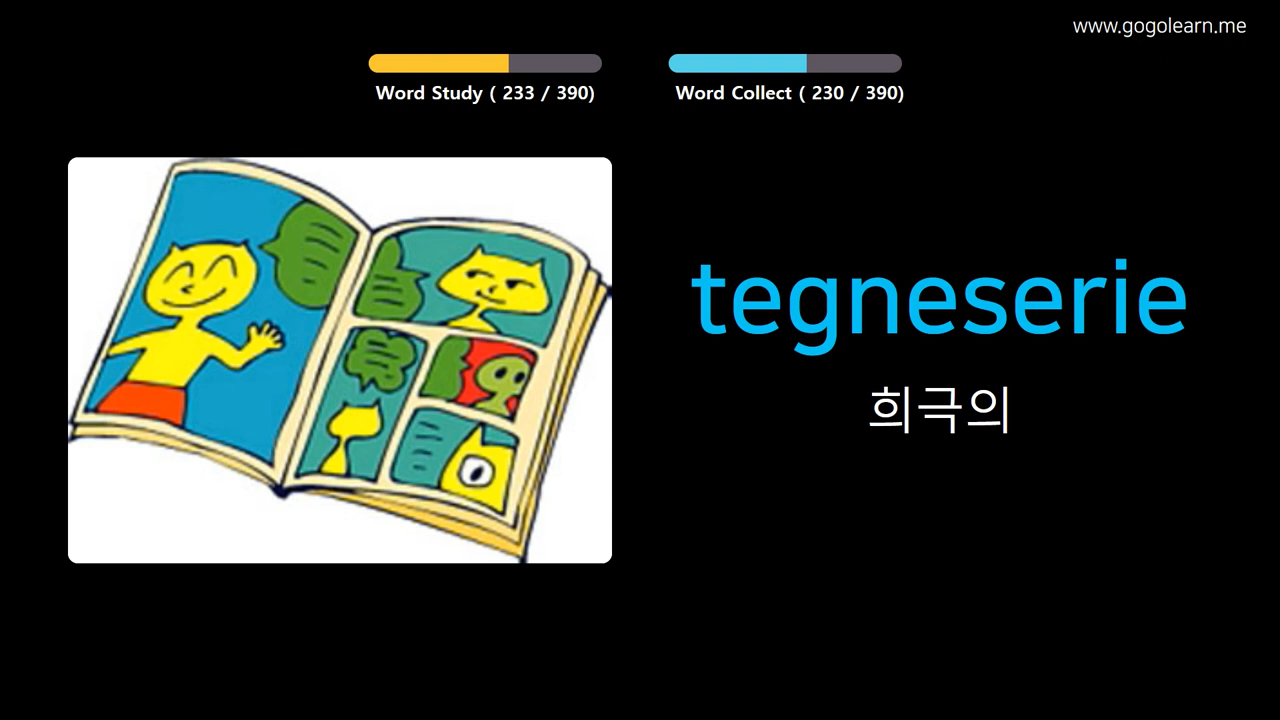 www.gogolearn.me
Word Study ( 233 / 390)
Word Collect ( 230 / 390)
tegneserie
희극의